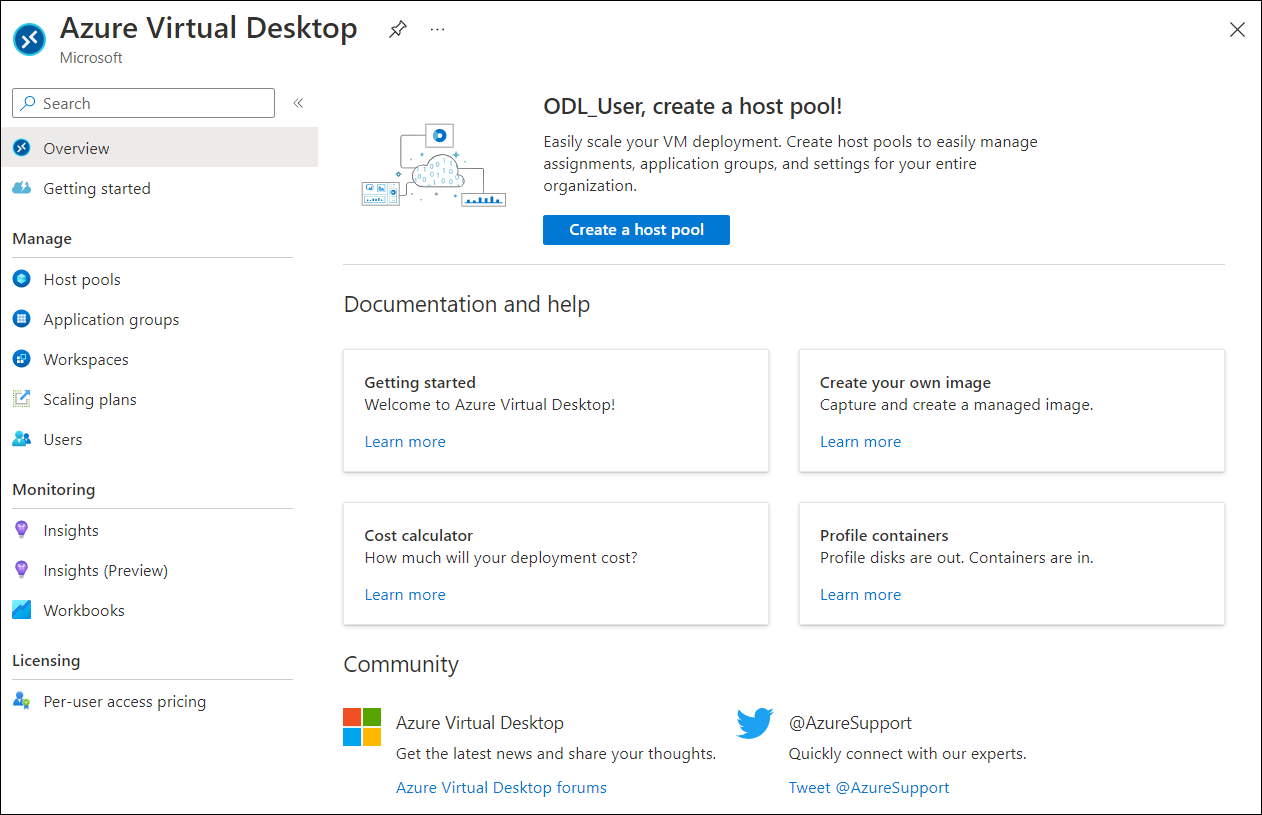 Azure Virtual Desktop
Microsoft
Search
Overview
Getting started
Manage
Host pools
Application groups
Workspaces
Scaling plans
Users
Monitoring
Insights
Insights (Preview)
Workbooks
Licensing
Per-user access pricing
ODL_User, create a host pool!
Easily scale your VM deployment. Create host pools to easily manage
assignments, application groups, and settings for your entire
organization.
Create a host pool
Documentation and help
Getting started
Welcome to Azure Virtual Desktop!
Learn more
Create your own image
Capture and create a managed image.
Learn more
Cost calculator
How much will your deployment cost?
Learn more
Profile containers
Profile disks are out. Containers are in.
Learn more
Community
Azure Virtual Desktop
Get the latest news and share your thoughts.
Azure Virtual Desktop forums
@AzureSupport
Quickly connect with our experts.
Tweet @AzureSupport